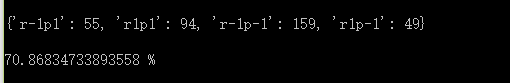 {'r-1p1': 55, 'r1p1': 94, 'r-1p-1': 159, 'r1p-1': 49}
70.86834733893558 %